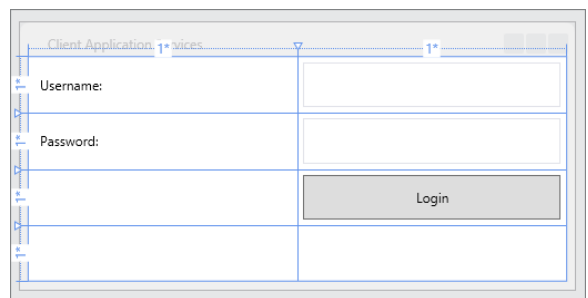 Client Application Services
1* 1*
1* Username:
1* Password:
1* Login
1*